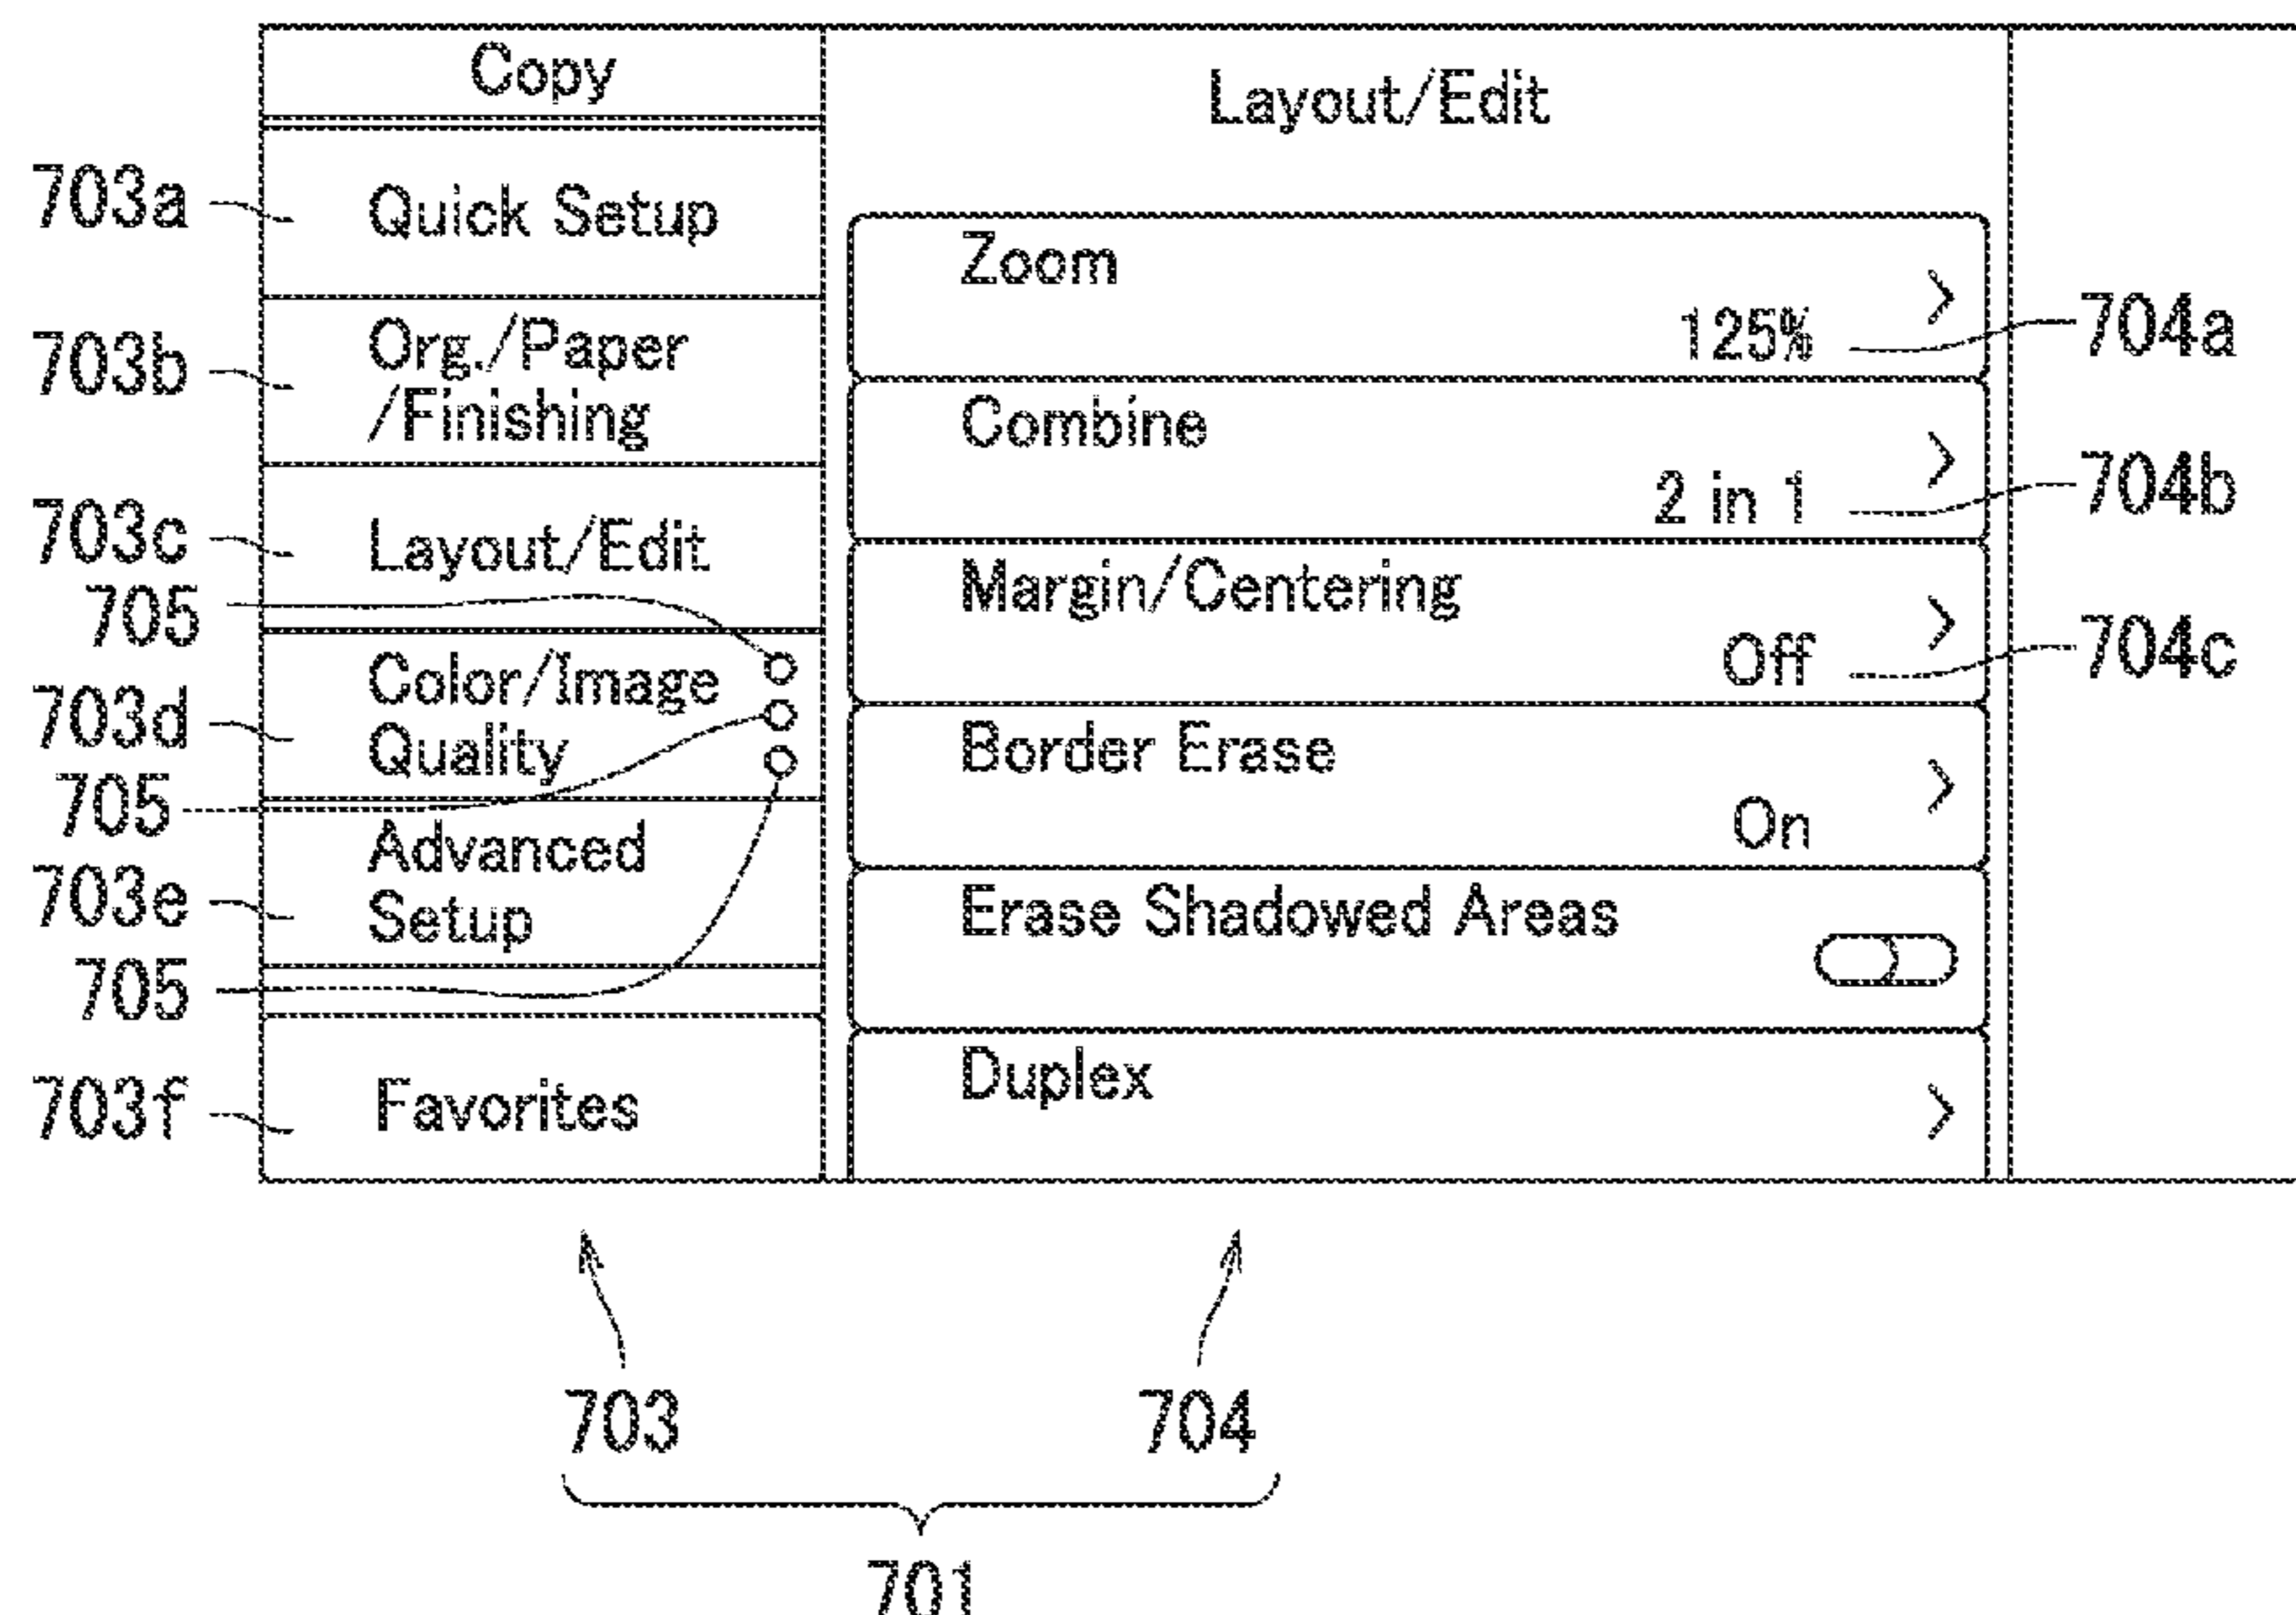 Copy
Layout/Edit
703a
Quick Setup
Zoom
125%
704a
703b
Org./Paper
/Finishing
Combine
2 in 1
704b
703c
Layout/Edit
Margin/Centering
Off
704c
705
Color/Image
Quality
703d
Border Erase
On
705
Advanced
Setup
703e
Erase Shadowed Areas
705
703f
Favorites
Duplex
703
704
701